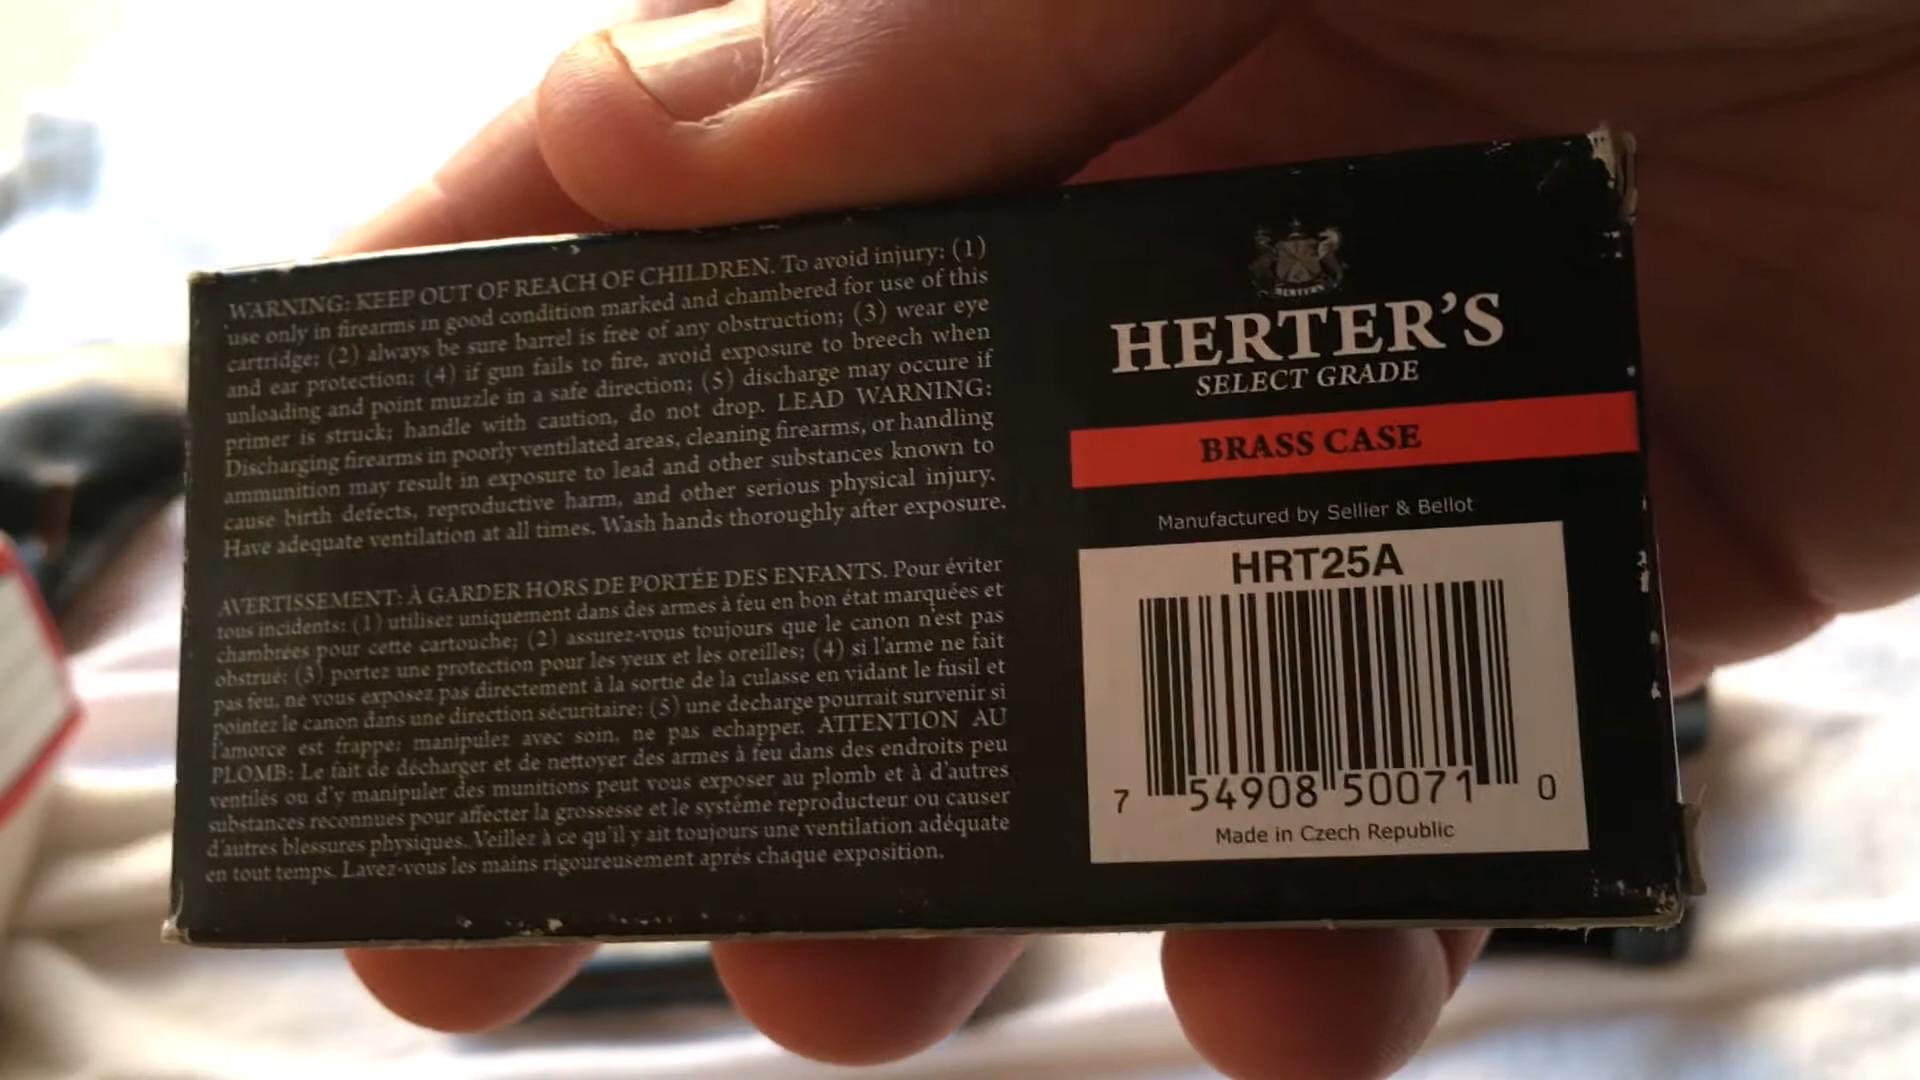 WARNING: KEEP OUT OF REACH OF CHILDREN. To avoid injury: (1)
use only in firearms in good condition marked and chambered for use of this
cartridge; (2) always be sure barrel is free of any obstruction; (3) wear eye
and ear protection; (4) if gun fails to fire, avoid exposure to breech when
unloading and point muzzle in a safe direction; (5) discharge may occure if
primer is struck; handle with caution, do not drop. LEAD WARNING:
Discharging firearms in poorly ventilated areas, cleaning firearms, or handling
ammunition may result in exposure to lead and other substances known to
cause birth defects, reproductive harm, and other serious physical injury.
Have adequate ventilation at all times. Wash hands thoroughly after exposure.
AVERTISSEMENT: À GARDER HORS DE PORTÉE DES ENFANTS. Pour éviter
tous incidents: (1) utilisez uniquement dans des armes à feu en bon état marquées et
chambrées pour cette cartouche; (2) assurez-vous toujours que le canon n'est pas
obstrué; (3) portez une protection pour les yeux et les oreilles; (4) si l'arme ne fait
pas feu, ne vous exposez pas directement à la sortie de la culasse en vidant le fusil et
pointez le canon dans une direction sécuritaire; (5) une décharge pourrait survenir si
l'amorce est frappé; manipulez avec soin, ne pas echapper. ATTENTION AU
PLOMB: Le fait de décharger et de nettoyer des armes à feu dans des endroits peu
ventilés ou d'y manipuler des munitions peut vous exposer au plomb et à d'autres
substances reconnues pour affecter la grossesse et le systéme reproducteur ou causer
d'autres blessures physiques. Veillez à ce qu'il y ait toujours une ventilation adéquate
en tout temps. Lavez-vous les mains rigoureusement aprés chaque exposition.
HERTER'S
HERTER'S
SELECT GRADE
BRASS CASE
Manufactured by Sellier & Bellot
HRT25A
7 54908 50071 0
Made in Czech Republic